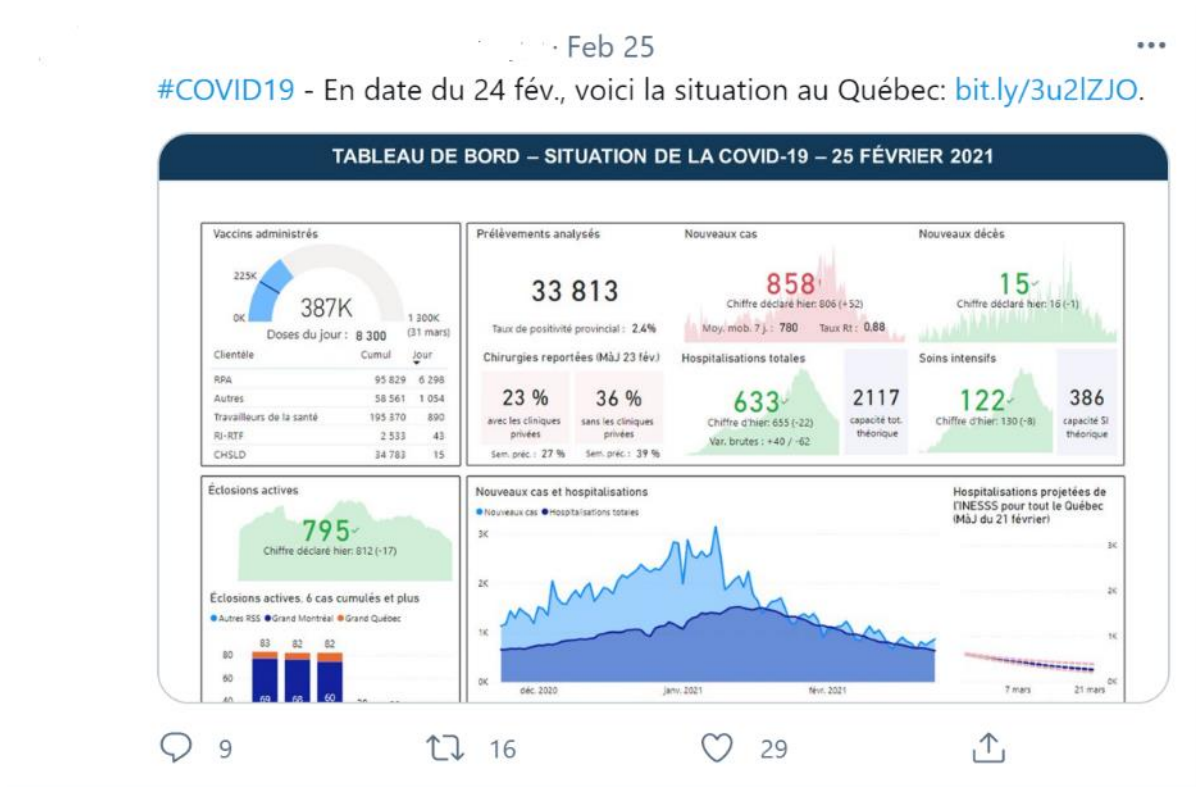 · Feb 25
#COVID19 - En date du 24 fév., voici la situation au Québec: bit.ly/3u2lZJO.
TABLEAU DE BORD – SITUATION DE LA COVID-19 – 25 FÉVRIER 2021
Vaccins administrés
225K
0K
387K
1 300K
(31 mars)
Doses du jour : 8 300
Clientèle Cumul Jour
RPA 95 829 6 298
Autres 58 561 1 054
Travailleurs de la santé 195 370 890
RI-RTF 2 533 43
CHSLD 34 783 15
Prélèvements analysés
33 813
Taux de positivité provincial : 2,4%
Nouveaux cas
858
Chiffre déclaré hier: 806 (+52)
Moy. mob. 7 j. : 780 Taux Rt : 0,88
Nouveaux décès
15
Chiffre déclaré hier: 16 (-1)
Chirurgies reportées (MàJ 23 fév.)
23 %
avec les cliniques
privées
Sem. préc. : 27 %
36 %
sans les cliniques
privées
Sem. préc. : 39 %
Hospitalisations totales
633
Chiffre d'hier: 655 (-22)
Var. brutes : +40 / -62
2117
capacité tot.
théorique
Soins intensifs
122
Chiffre d'hier: 130 (-8)
386
capacité SI
théorique
Éclosions actives
795
Chiffre déclaré hier: 812 (-17)
Éclosions actives, 6 cas cumulés et plus
Autres RSS Grand Montréal Grand Québec
83 82 82
80
60
40
69 68 60
Nouveaux cas et hospitalisations
Nouveaux cas Hospitalisations totales
3K
2K
1K
0K
déc. 2020 janv. 2021 févr. 2021
Hospitalisations projetées de
l'INESSS pour tout le Québec
(MàJ du 21 février)
3K
2K
1K
0K
7 mars 21 mars
9 16 29